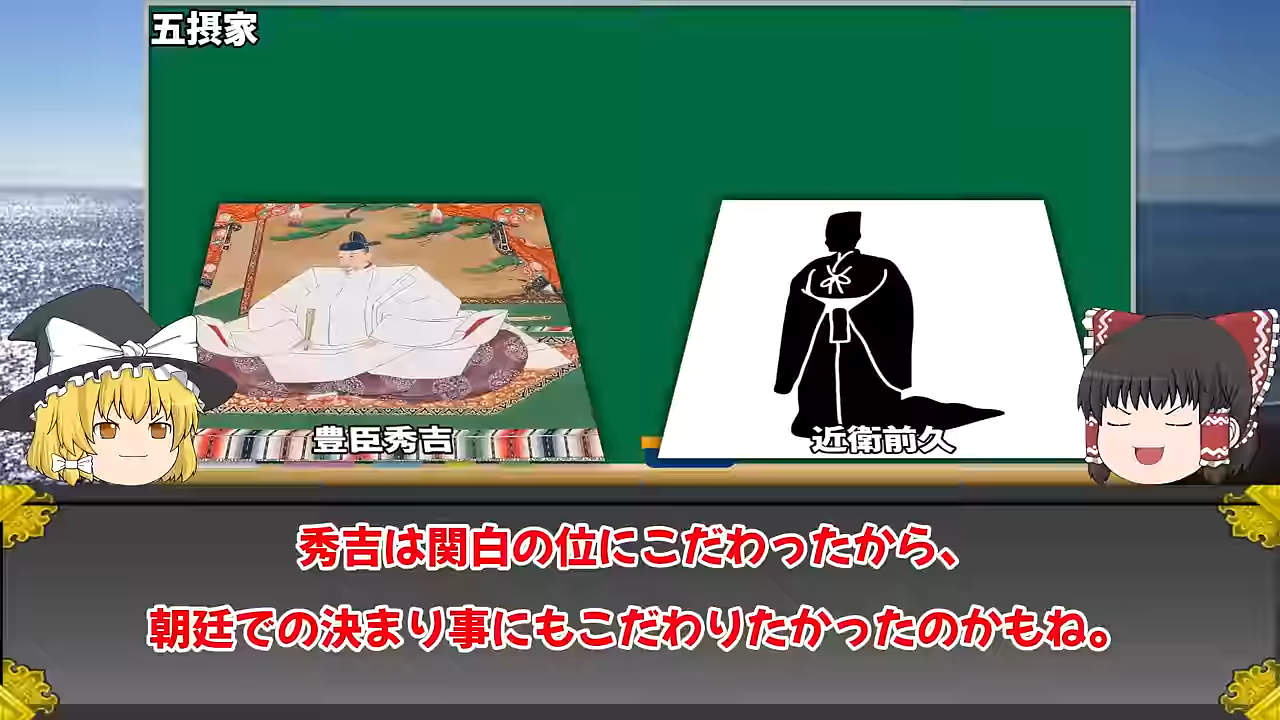 五摂家
豊臣秀吉
近衛前久
秀吉は関白の位にこだわったから、
朝廷での決まり事にもこだわりたかったのかもね。